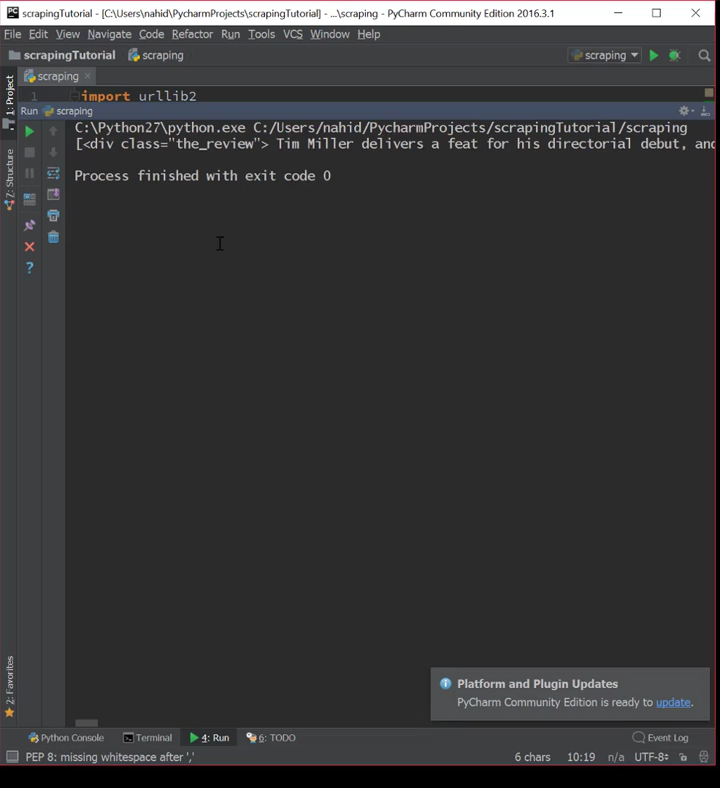 PC scrapingTutorial - [C:\Users\nahid\PycharmProjects\scrapingTutorial] - ...\scraping - PyCharm Community Edition 2016.3.1
File Edit View Navigate Code Refactor Run Tools VCS Window Help
scrapingTutorial scraping scraping
scraping
1 import urllib2
Run scraping
C:\Python27\python.exe C:/Users/nahid/PycharmProjects/scrapingTutorial/scraping
[<div class="the_review"> Tim Miller delivers a feat for his directorial debut, and
Process finished with exit code 0
1: Project
7: Structure
2: Favorites
Platform and Plugin Updates
PyCharm Community Edition is ready to update.
Python Console Terminal 4: Run 6: TODO Event Log
PEP 8: missing whitespace after ',' 6 chars 10:19 n/a UTF-8